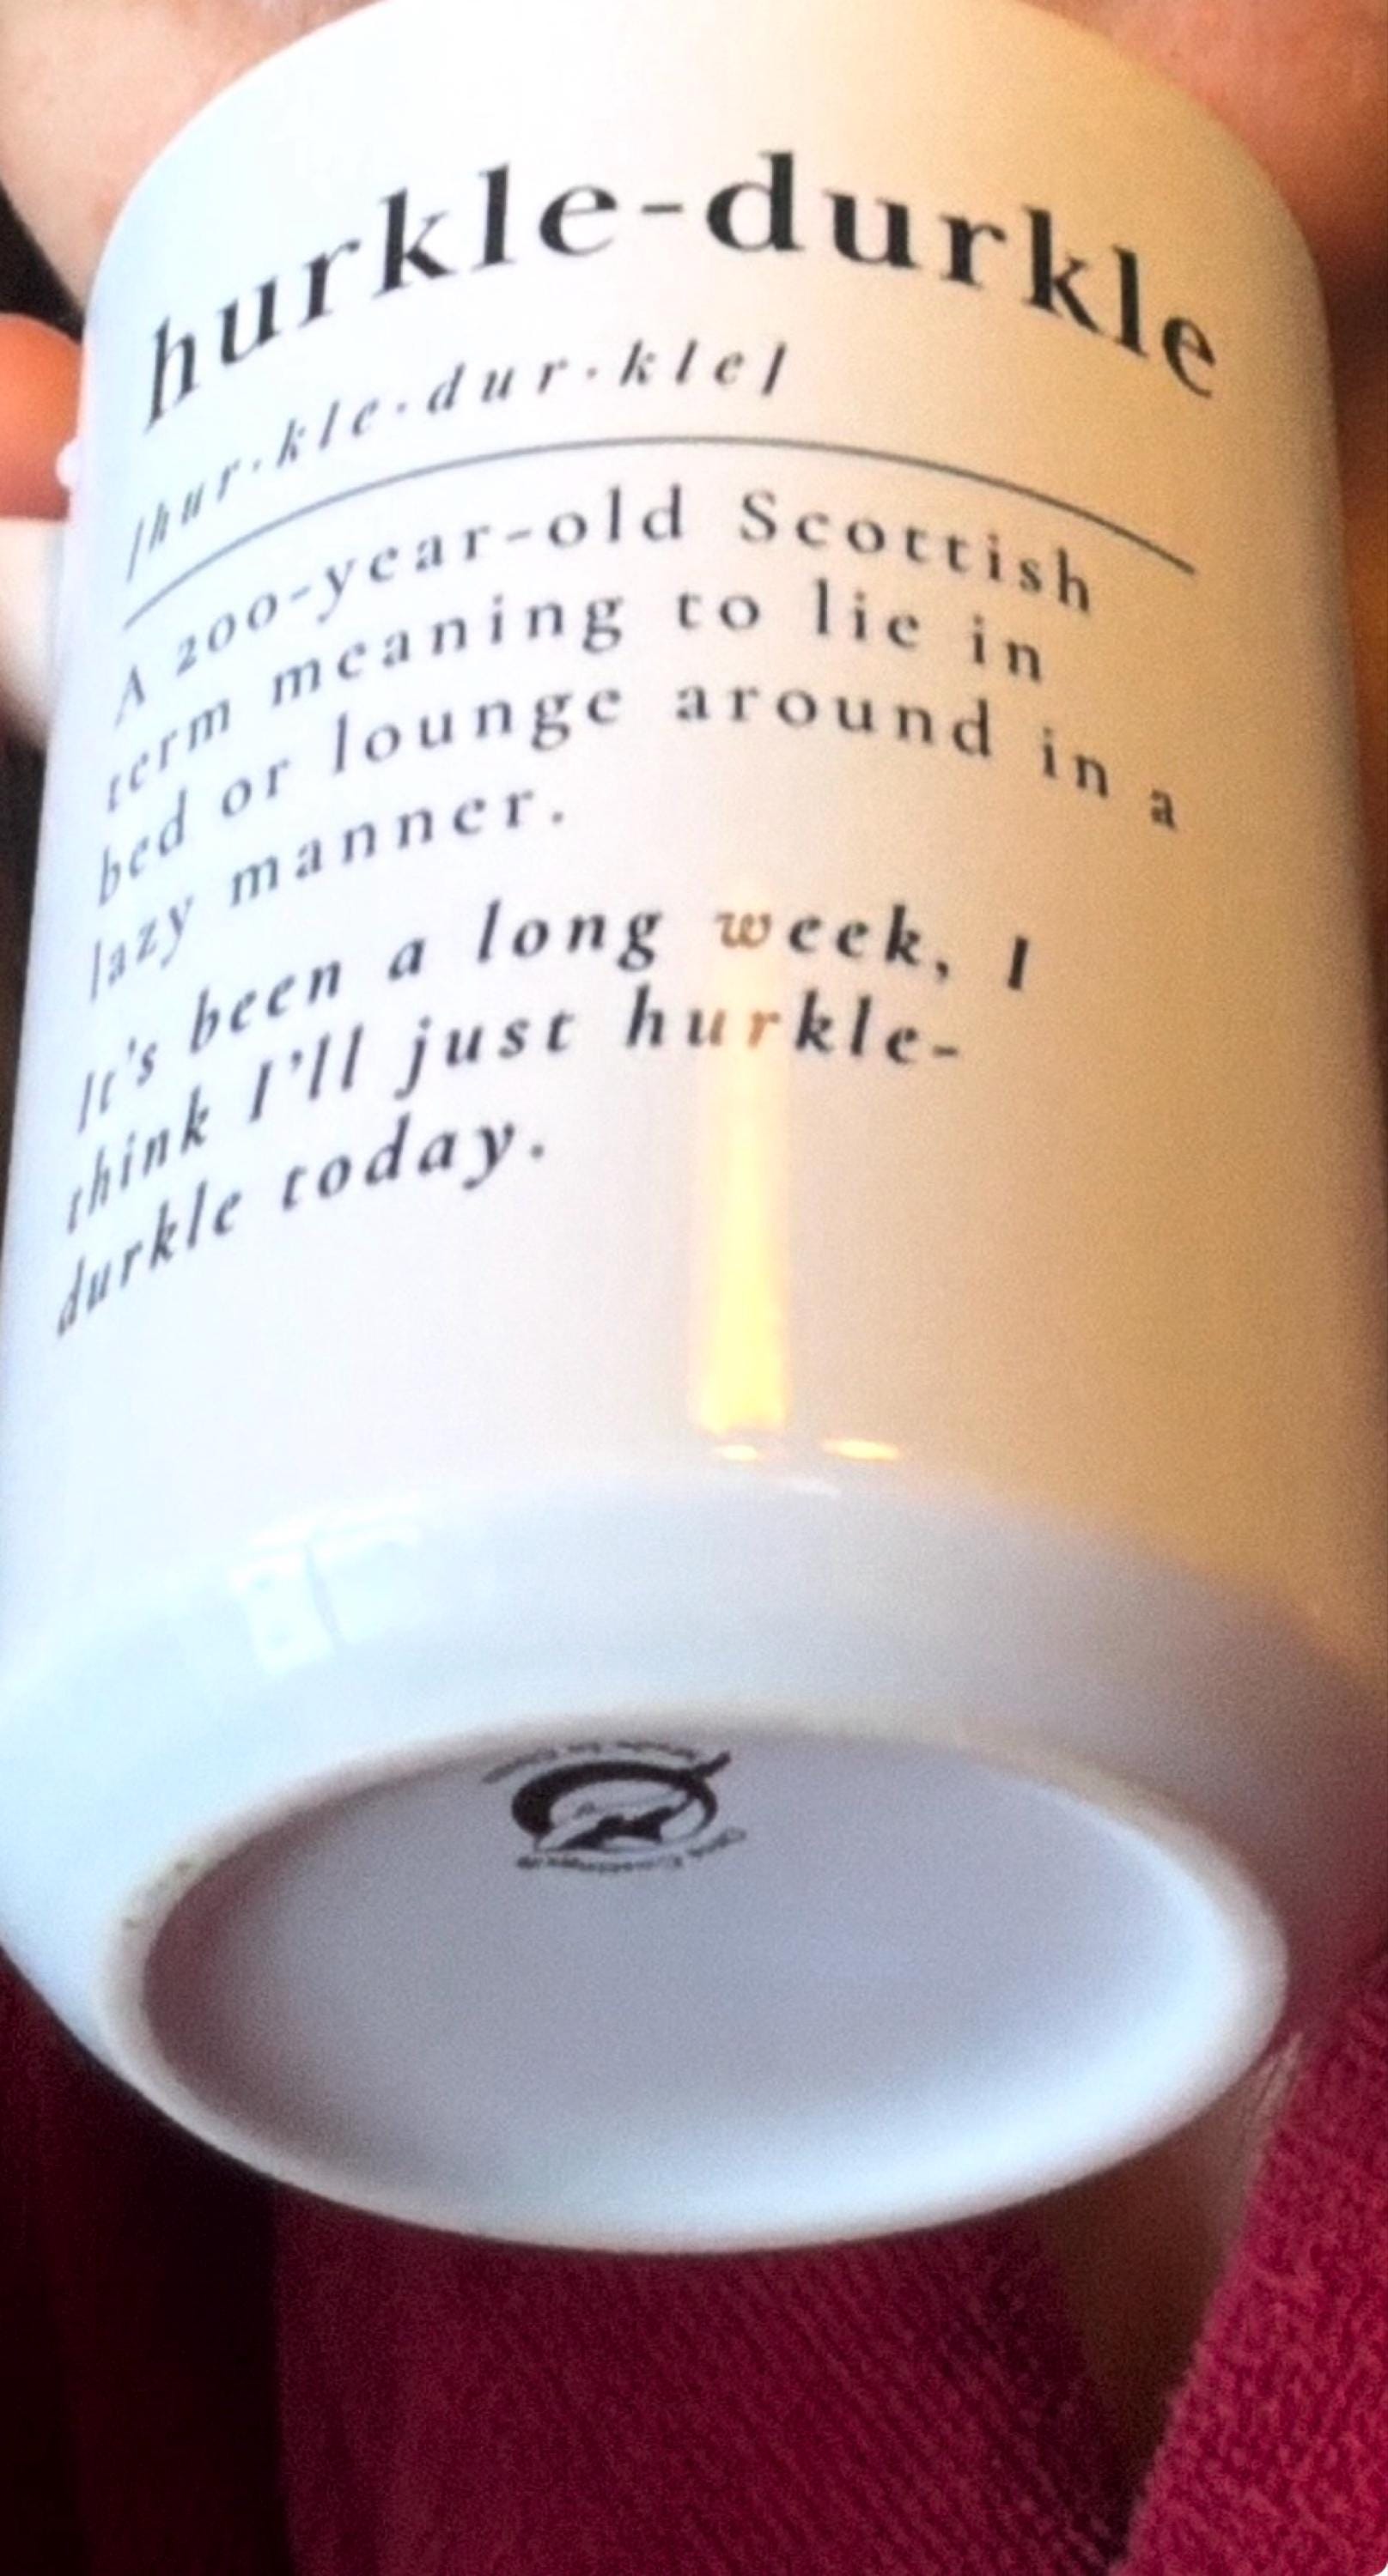 hurkle-durkle
/hur·kle·dur·kle/
A 200-year-old Scottish
term meaning to lie in
bed or lounge around in a
lazy manner.
It's been a long week, I
think I'll just hurkle-
durkle today.